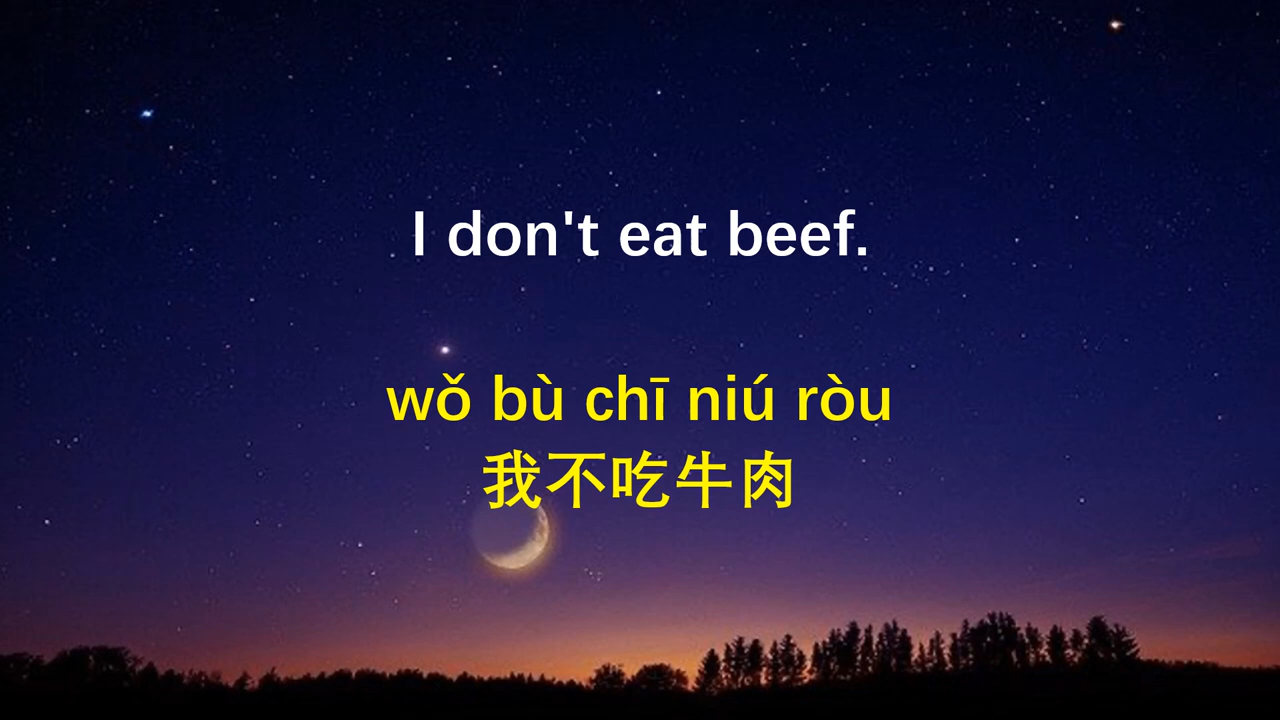 I don't eat beef.
wǒ bù chī niú ròu
我不吃牛肉